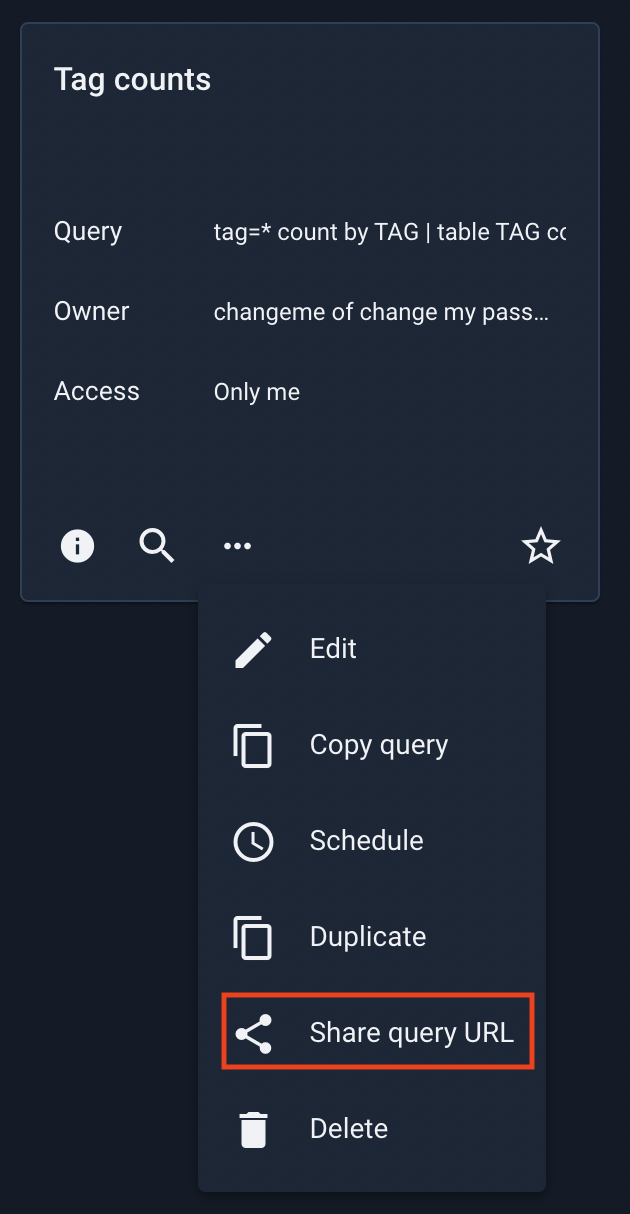 Tag counts
Query tag=* count by TAG | table TAG co
Owner changeme of change my pass...
Access Only me
Edit
Copy query
Schedule
Duplicate
Share query URL
Delete